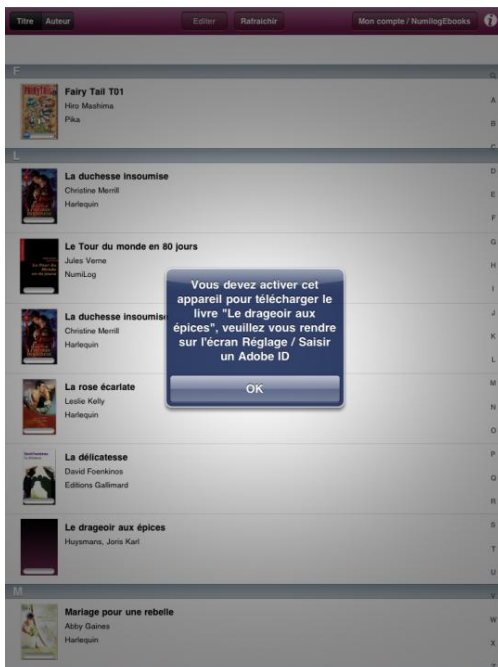 Titre Auteur Editer Rafraichir Mon compte / NumilogEbooks
F
Fairy Tail T01
Hiro Mashima
Pika
L
La duchesse insoumise
Christine Merrill
Harlequin
Le Tour du monde en 80 jours
Jules Verne
NumiLog
La duchesse insoumise
Christine Merrill
Harlequin
La rose écarlate
Leslie Kelly
Harlequin
La délicatesse
David Foenkinos
Editions Gallimard
Le drageoir aux épices
Huysmans, Joris Karl
M
Mariage pour une rebelle
Abby Gaines
Harlequin
Vous devez activer cet
appareil pour télécharger le
livre "Le drageoir aux
épices", veuillez vous rendre
sur l'écran Réglage / Saisir
un Adobe ID
OK
A
B
C
D
E
F
G
H
I
J
K
L
M
N
O
P
Q
R
S
T
U
V
W
X